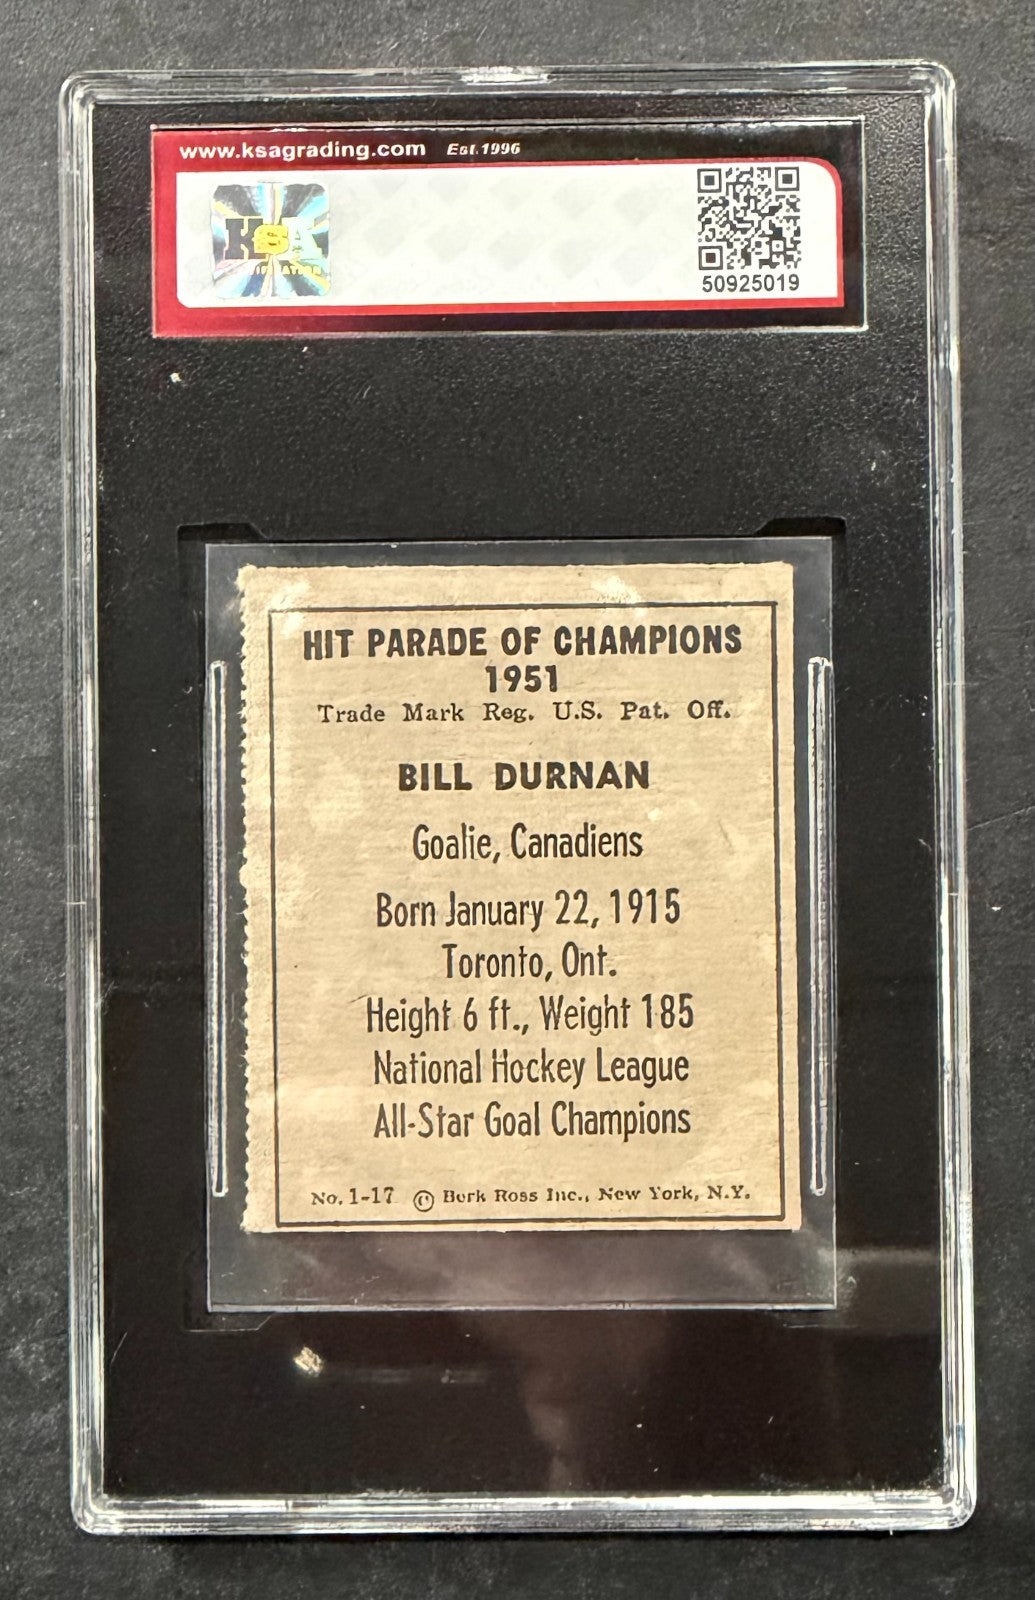 www.ksagrading.com Est.1996
KSA
50925019
HIT PARADE OF CHAMPIONS
1951
Trade Mark Reg. U.S. Pat. Off.
BILL DURNAN
Goalie, Canadiens
Born January 22, 1915
Toronto, Ont.
Height 6 ft., Weight 185
National Hockey League
All-Star Goal Champions
No. 1-17 © Berk Ross Inc., New York, N.Y.